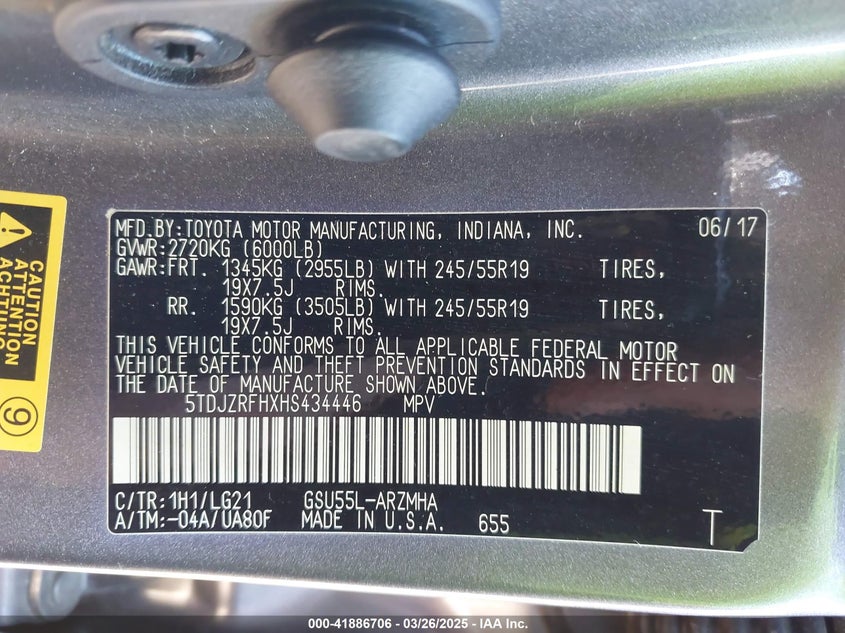 MFD.BY:TOYOTA MOTOR MANUFACTURING, INDIANA, INC. 06/17
GVWR:2720KG (6000LB)
GAWR:FRT. 1345KG (2955LB) WITH 245/55R19 TIRES,
19X7.5J RIMS.
RR. 1590KG (3505LB) WITH 245/55R19 TIRES,
19X7.5J RIMS.
THIS VEHICLE CONFORMS TO ALL APPLICABLE FEDERAL MOTOR
VEHICLE SAFETY AND THEFT PREVENTION STANDARDS IN EFFECT ON
THE DATE OF MANUFACTURE SHOWN ABOVE.
5TDJZRFHXHS434446 MPV
C/TR:1H1/LG21 GSU55L-ARZMHA
A/TM:-04A/UA80F MADE IN U.S.A. 655 T
CAUTION
ATTENTION
ACHTUNG
9
000-41886706 — 03/26/2025 — IAA Inc.